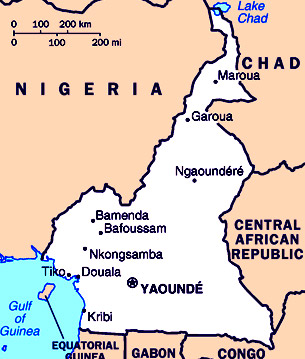 Lake
Chad
0 100 200 km
0 100 200 mi
Maroua
NIGERIA
CHAD
Garoua
Ngaoundéré
Bamenda
Bafoussam
CENTRAL
AFRICAN
REPUBLIC
Nkongsamba
Tiko
Douala
YAOUNDÉ
Gulf
of
Guinea
Kribi
EQUATORIAL
GUINEA
GABON
CONGO